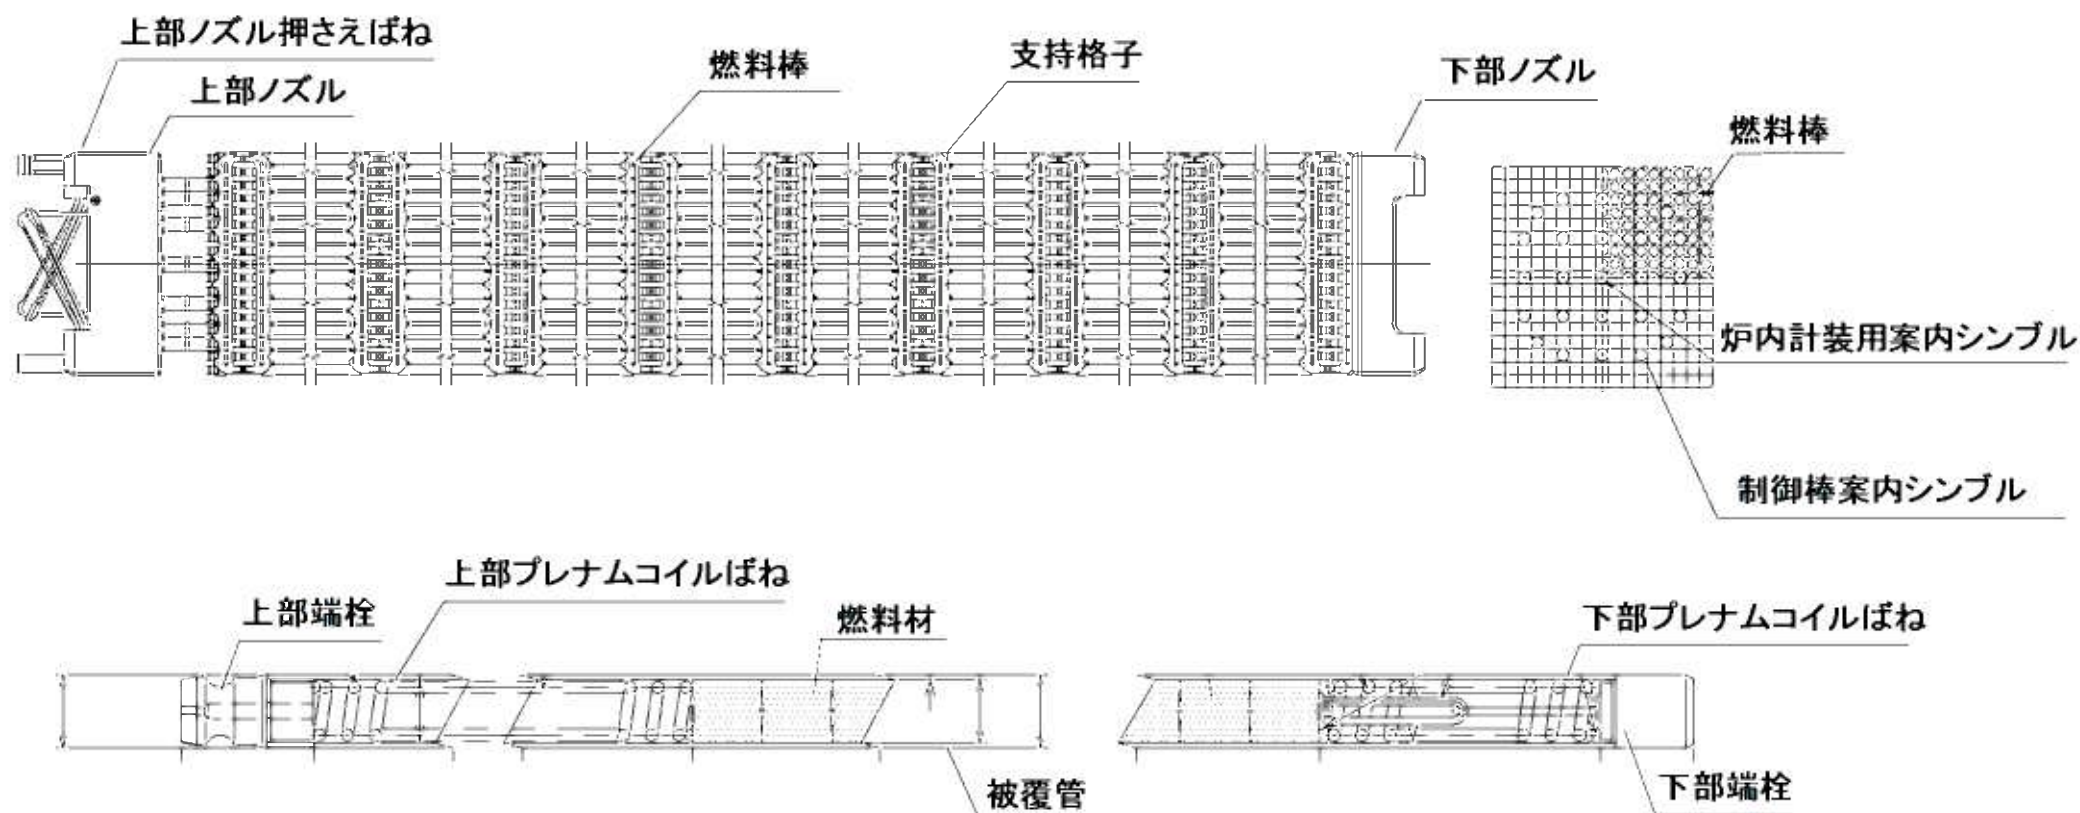 上部ノズル押さえばね
上部ノズル
燃料棒
支持格子
下部ノズル
燃料棒
炉内計装用案内シンブル
制御棒案内シンブル
上部プレナムコイルばね
上部端栓
燃料材
被覆管
下部プレナムコイルばね
下部端栓